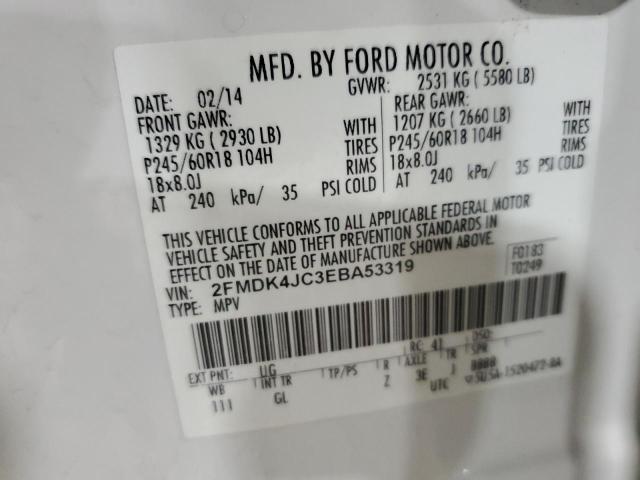 MFD. BY FORD MOTOR CO.
DATE: 02/14 GVWR: 2531 KG ( 5580 LB)
FRONT GAWR: REAR GAWR:
1329 KG ( 2930 LB) WITH 1207 KG ( 2660 LB) WITH
P245/60R18 104H TIRES P245/60R18 104H TIRES
18x8.0J RIMS 18x8.0J RIMS
AT 240 kPa/ 35 PSI COLD AT 240 kPa/ 35 PSI COLD
THIS VEHICLE CONFORMS TO ALL APPLICABLE FEDERAL MOTOR
VEHICLE SAFETY AND THEFT PREVENTION STANDARDS IN
EFFECT ON THE DATE OF MANUFACTURE SHOWN ABOVE.
VIN: 2FMDK4JC3EBA53319 F0183
TYPE: MPV T0249
EXT PNT: UG RC: 41 DSO:
WB INT TR TP/PS R AXLE TR SPR
111 GL Z 3E J
UTC